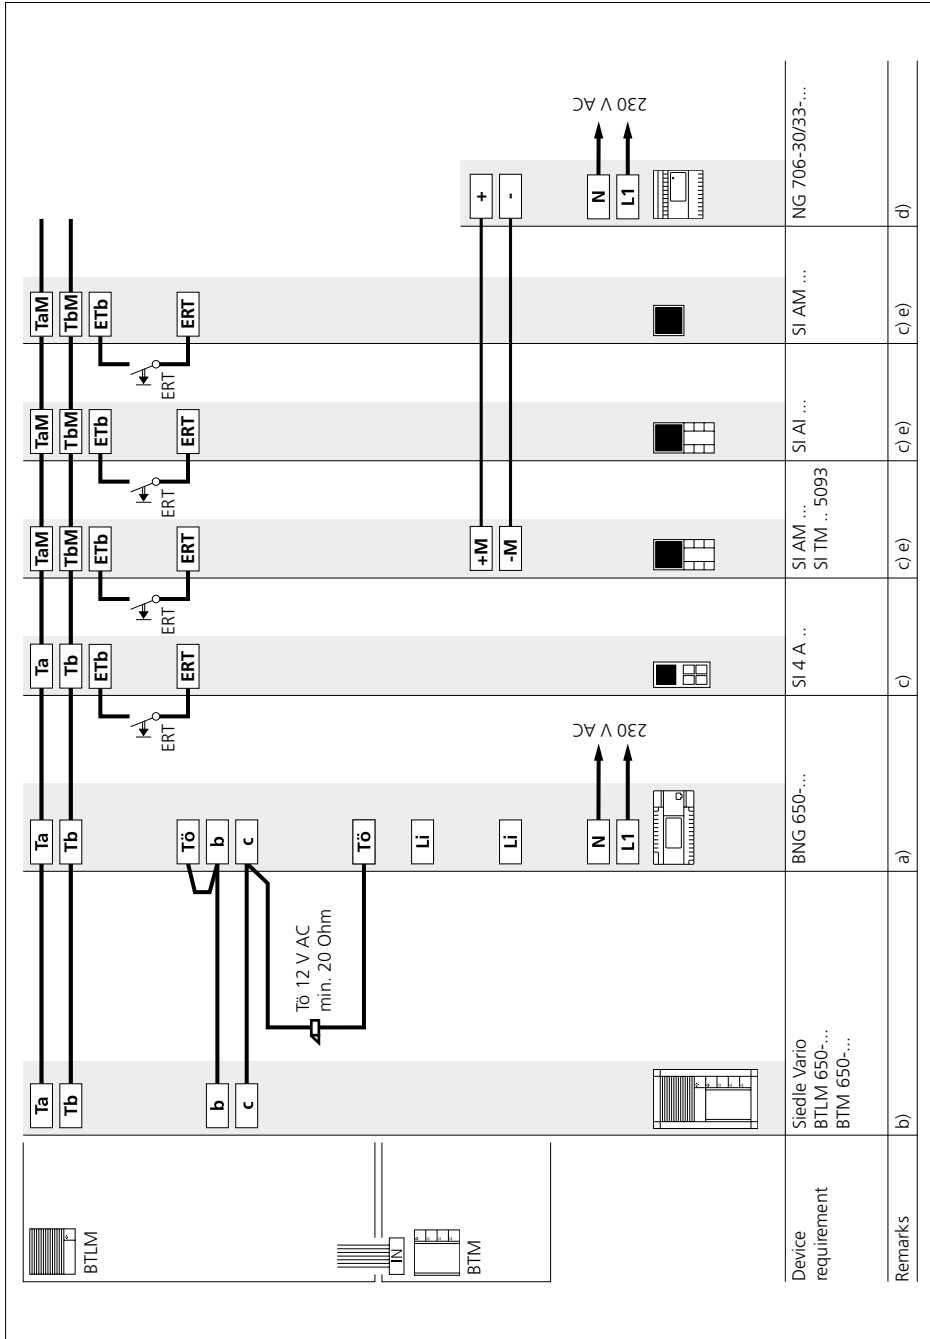 BTLM
IN
BTM
Ta
Tb
b
c
Tö 12 V AC
min. 20 Ohm
Ta
Tb
Tö
b
c
Tö
Li
Li
N
L1
230 V AC
ERT
Ta
Tb
ETb
ERT
ERT
TaM
TbM
ETb
ERT
+M
-M
ERT
TaM
TbM
ETb
ERT
ERT
TaM
TbM
ETb
ERT
+
-
N
L1
230 V AC
Device
requirement
Siedle Vario
BTLM 650-...
BTM 650-...
BNG 650-...
SI 4 A ..
SI AM ...
SI TM .. 5093
SI AI ...
SI AM ...
NG 706-30/33-...
Remarks
b)
a)
c)
c) e)
c) e)
c) e)
d)